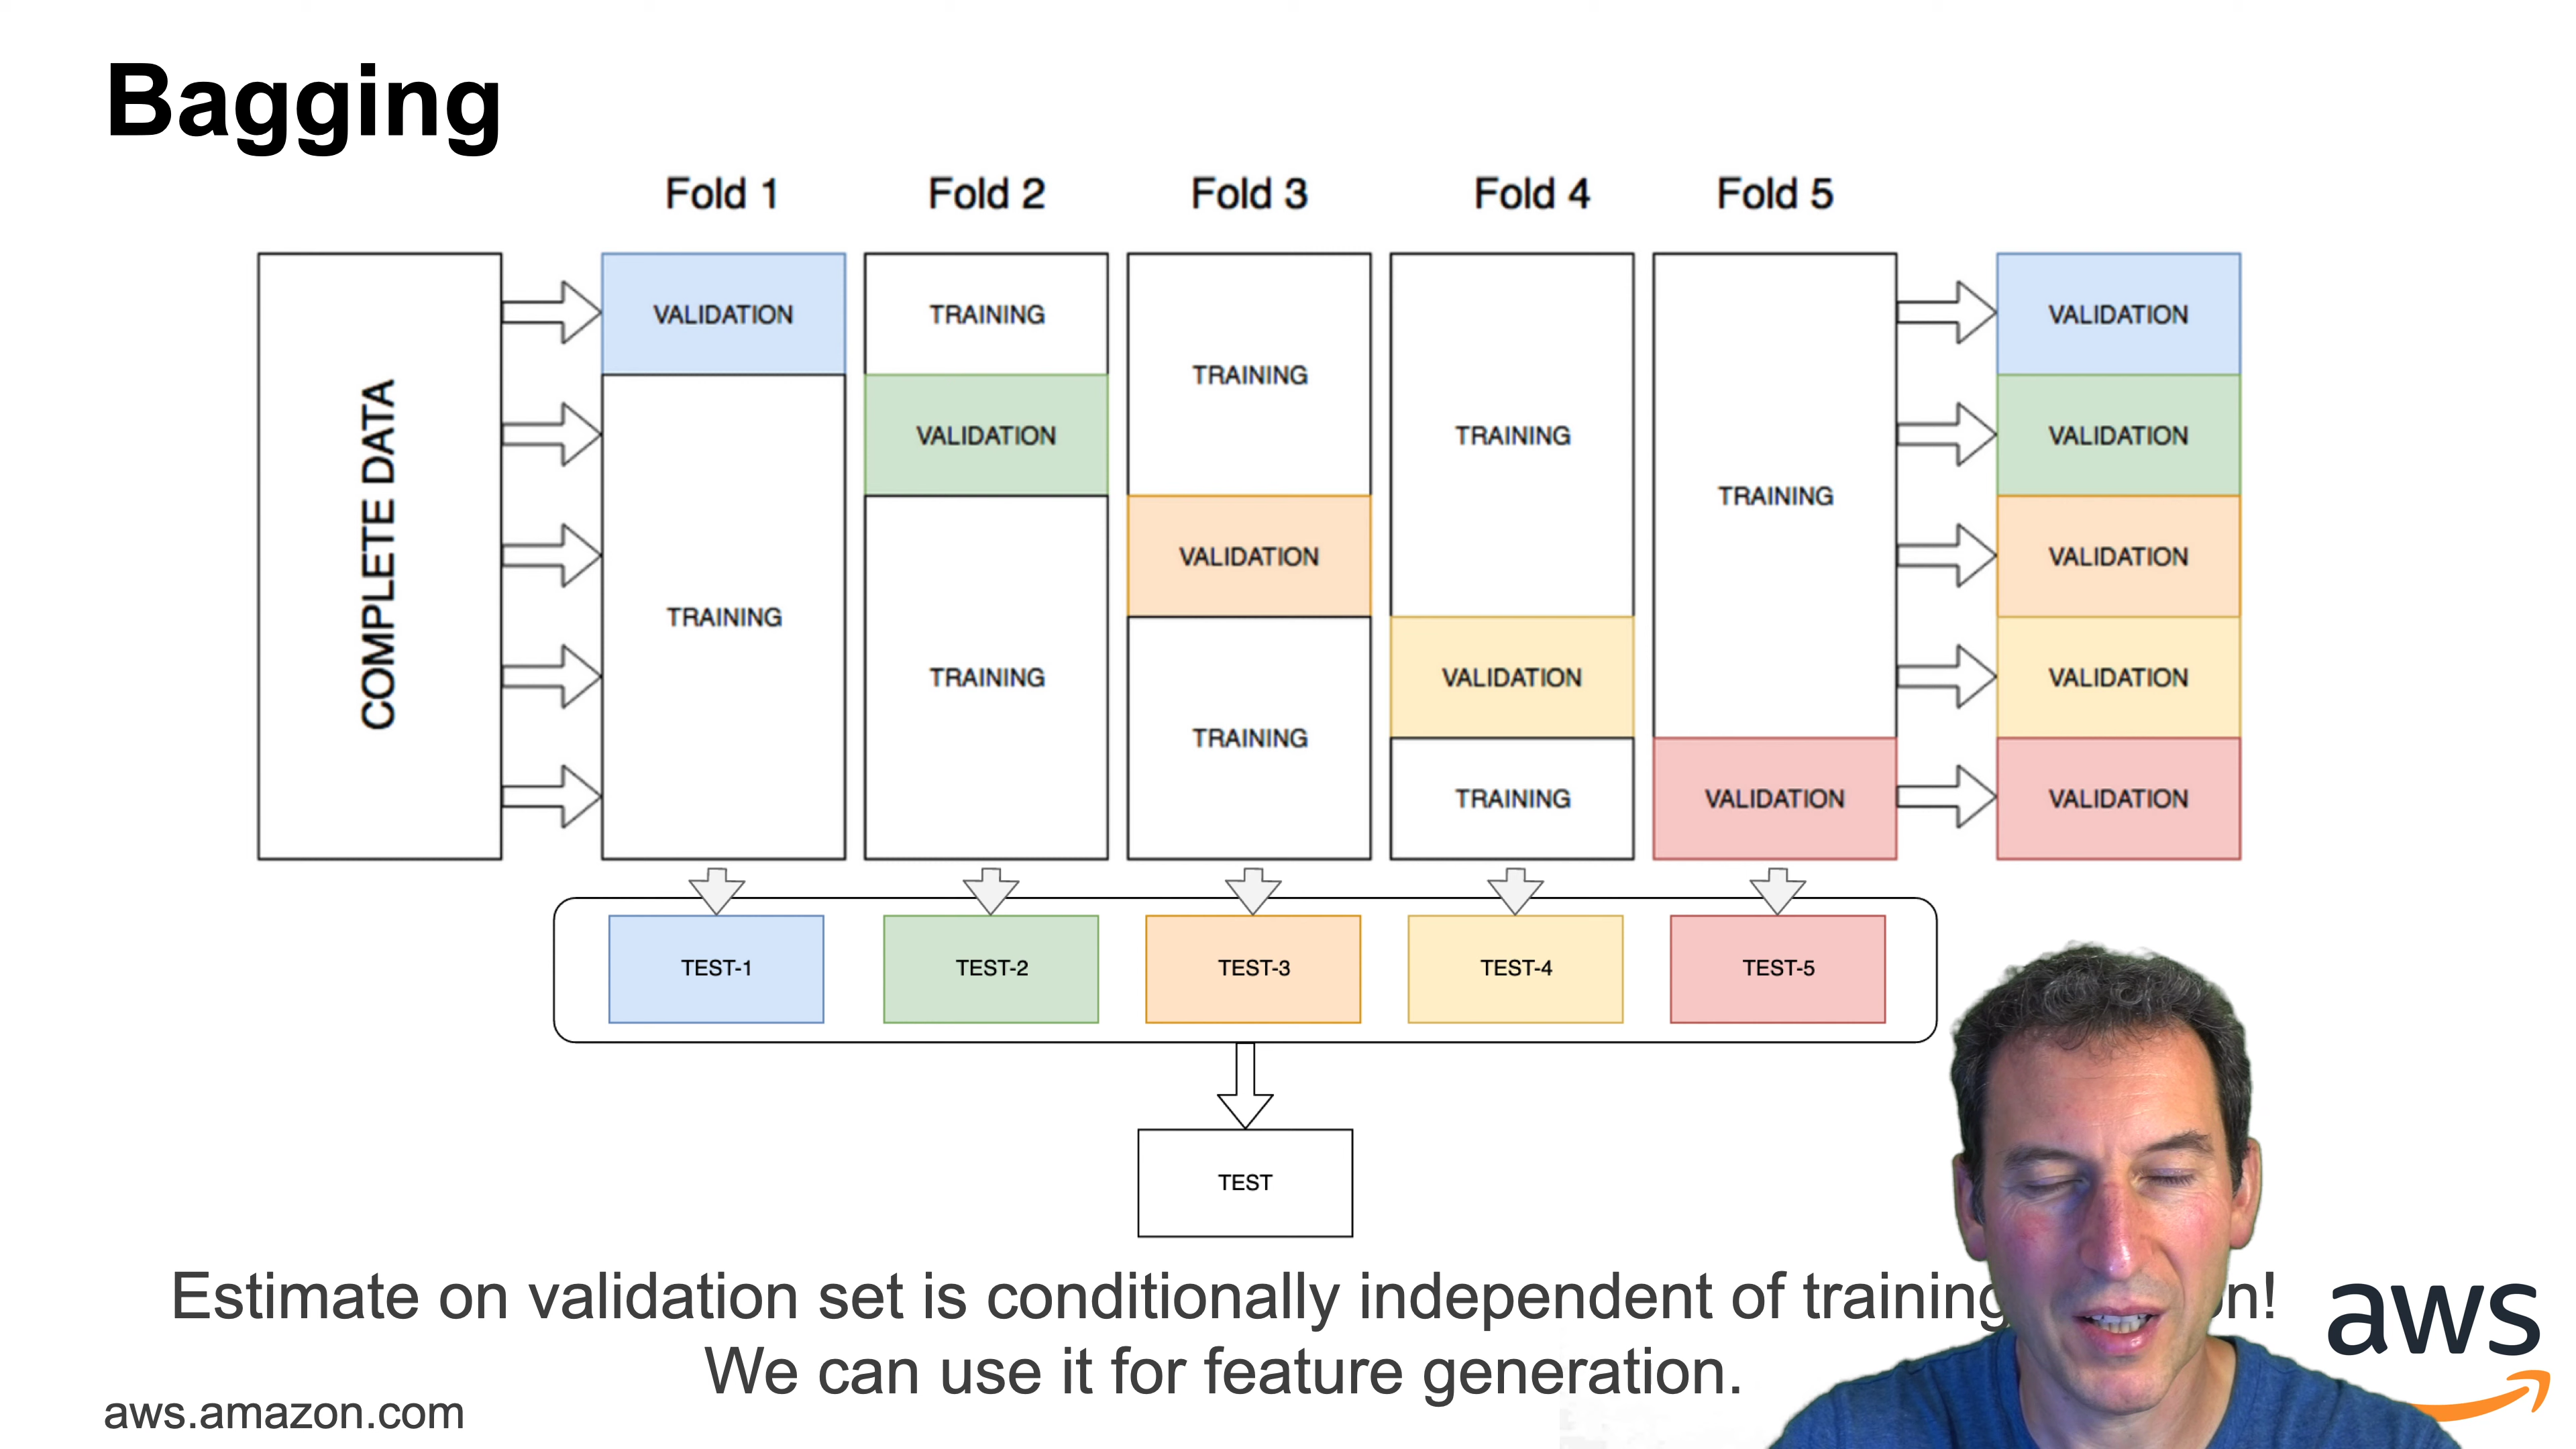 Bagging
Fold 1 Fold 2 Fold 3 Fold 4 Fold 5
COMPLETE DATA
VALIDATION TRAINING VALIDATION
TRAINING
VALIDATION TRAINING VALIDATION
TRAINING
VALIDATION VALIDATION
TRAINING
TRAINING VALIDATION VALIDATION
TRAINING
TRAINING VALIDATION VALIDATION
TEST-1 TEST-2 TEST-3 TEST-4 TEST-5
TEST
Estimate on validation set is conditionally independent of training
We can use it for feature generation.
aws.amazon.com
aws